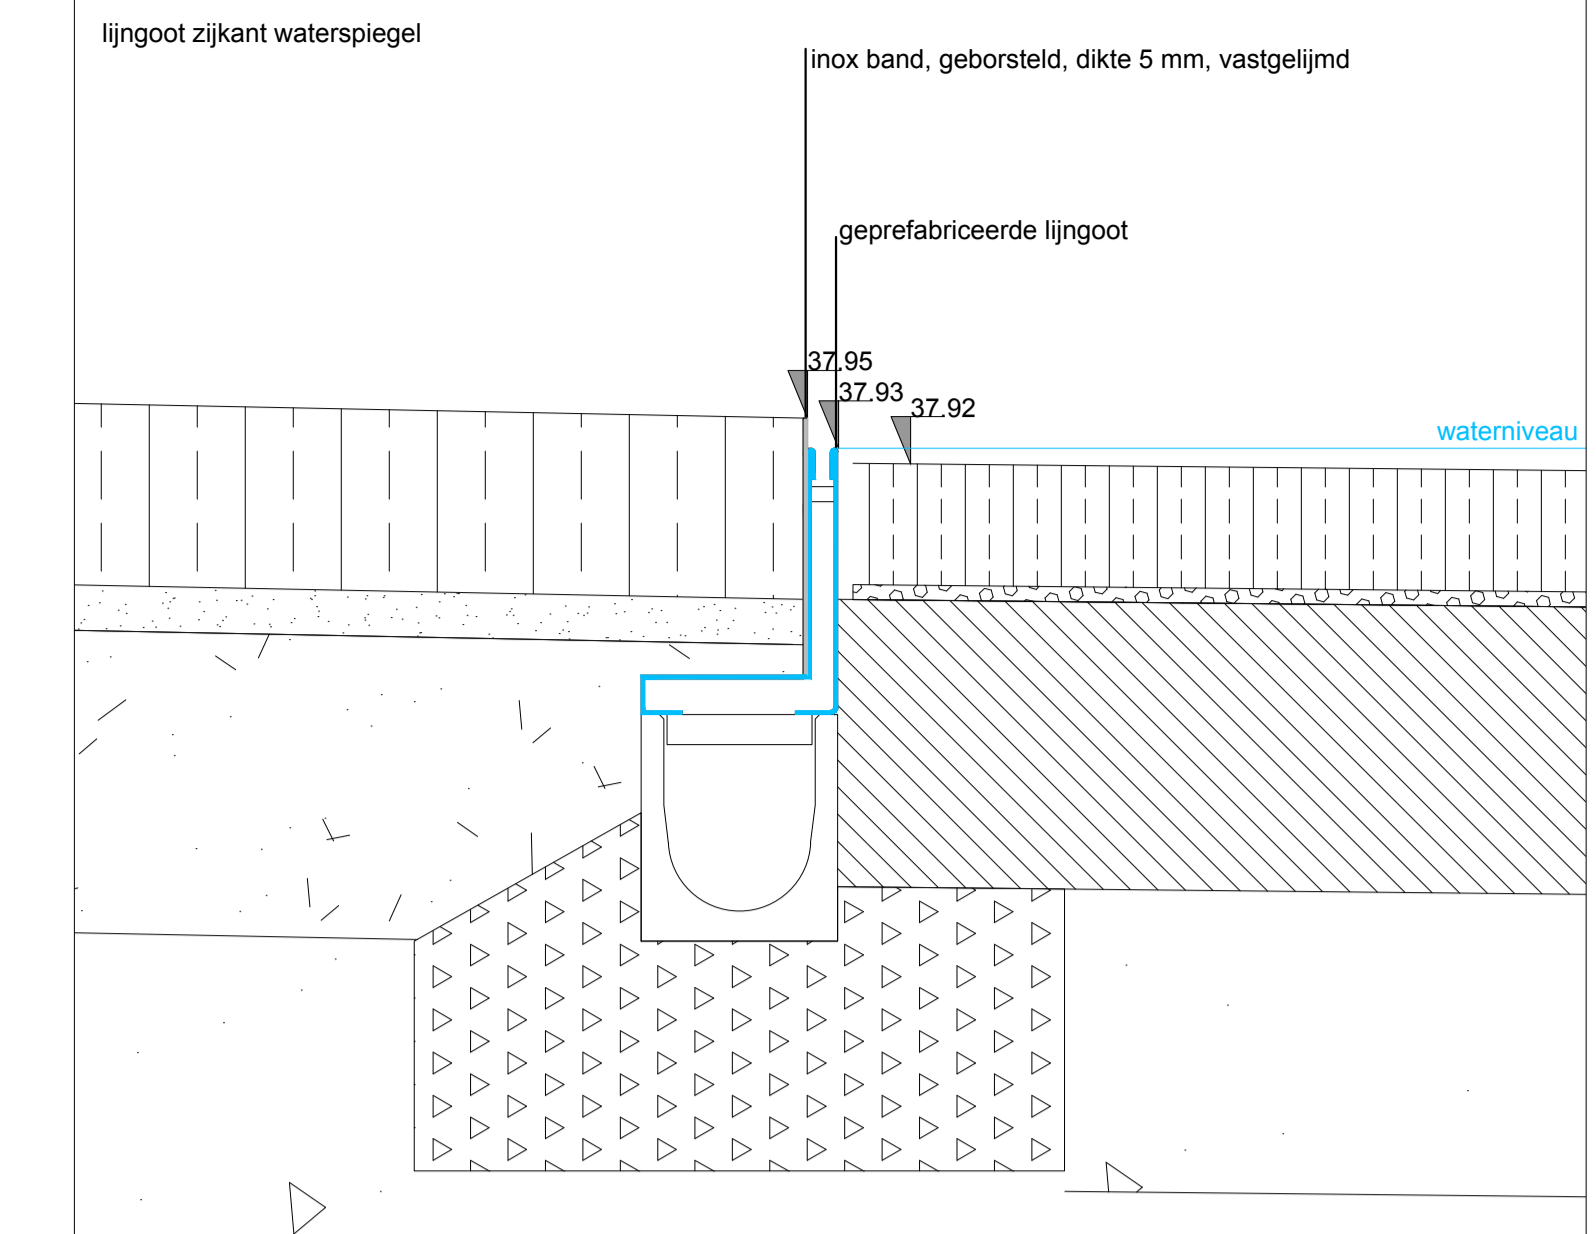 lijngoot zijkant waterspiegel
inox band, geborsteld, dikte 5 mm, vastgelijmd
geprefabriceerde lijngoot
37.95
37.93
37.92
waterniveau